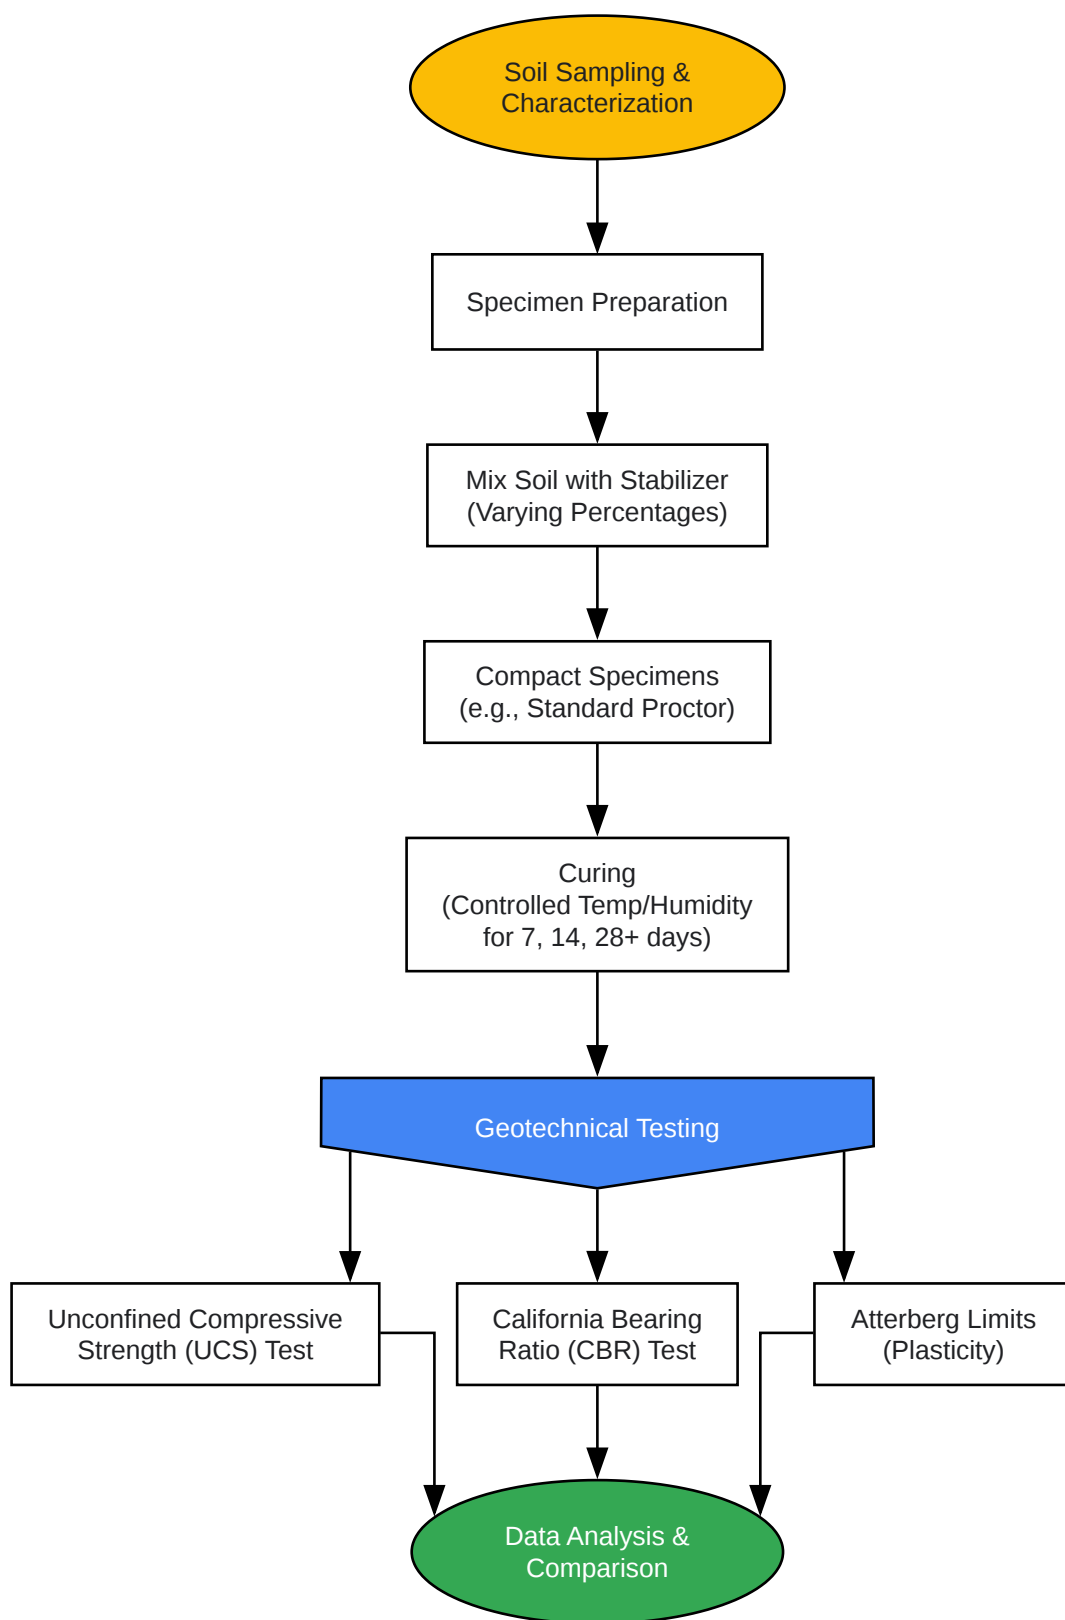 Soil Sampling &
Characterization
Specimen Preparation
Mix Soil with Stabilizer
(Varying Percentages)
Compact Specimens
(e.g., Standard Proctor)
Curing
(Controlled Temp/Humidity
for 7, 14, 28+ days)
Geotechnical Testing
Unconfined Compressive
Strength (UCS) Test
California Bearing
Ratio (CBR) Test
Atterberg Limits
(Plasticity)
Data Analysis &
Comparison